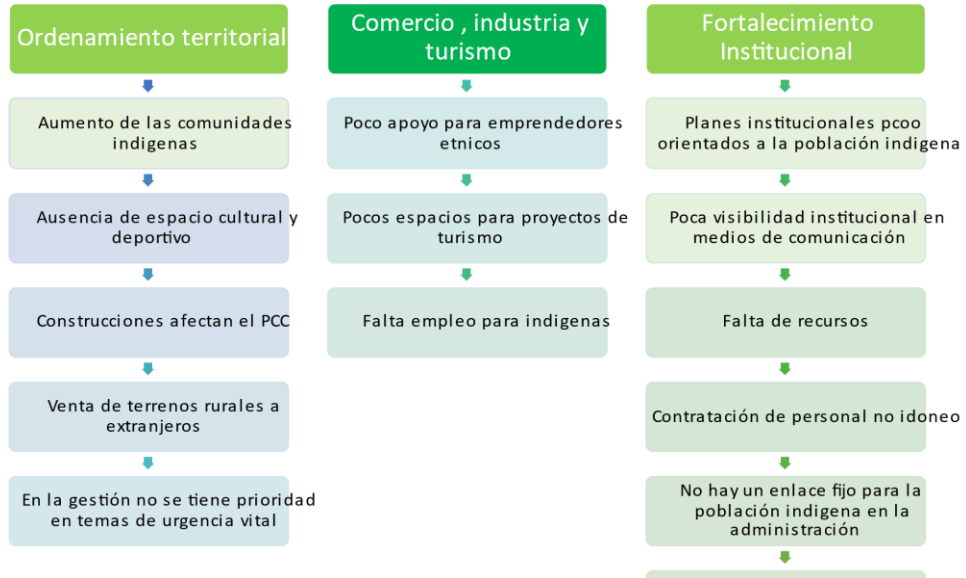 Ordenamiento territorial
Aumento de las comunidades
indigenas
Ausencia de espacio cultural y
deportivo
Construcciones afectan el PCC
Venta de terrenos rurales a
extranjeros
En la gestión no se tiene prioridad
en temas de urgencia vital
Comercio , industria y
turismo
Poco apoyo para emprendedores
etnicos
Pocos espacios para proyectos de
turismo
Falta empleo para indigenas
Fortalecimiento
Institucional
Planes institucionales pcoo
orientados a la población indigena
Poca visibilidad institucional en
medios de comunicación
Falta de recursos
Contratación de personal no idoneo
No hay un enlace fijo para la
población indigena en la
administración